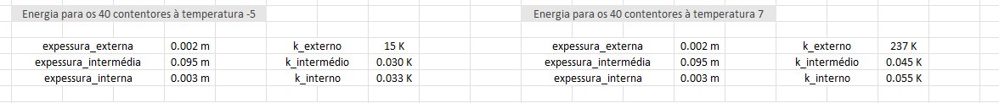 Energia para os 40 contentores à temperatura -5 Energia para os 40 contentores à temperatura 7
expessura_externa 0.002 m k_externo 15 K expessura_externa 0.002 m k_externo 237 K
expessura_intermédia 0.095 m k_intermédio 0.030 K expessura_intermédia 0.095 m k_intermédio 0.045 K
expessura_interna 0.003 m k_interno 0.033 K expessura_interna 0.003 m k_interno 0.055 K